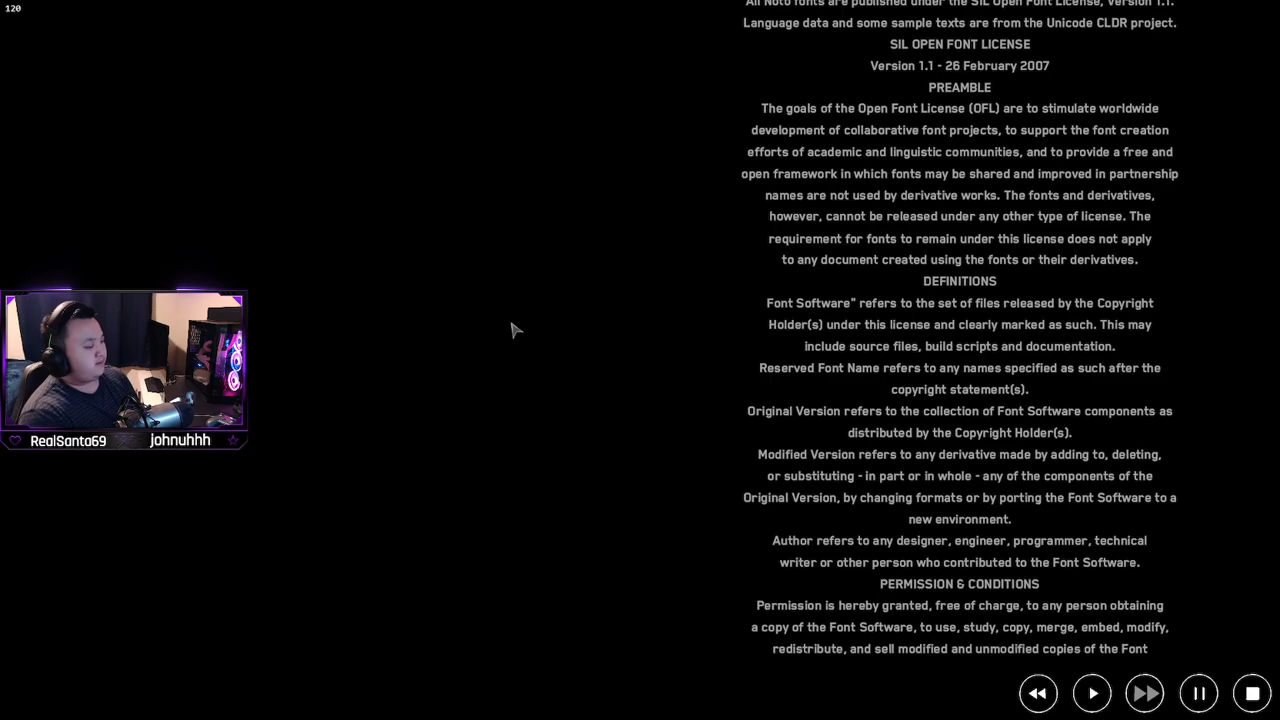 120
All Noto fonts are published under the SIL Open Font License, Version 1.1.
Language data and some sample texts are from the Unicode CLDR project.
SIL OPEN FONT LICENSE
Version 1.1 - 26 February 2007
PREAMBLE
The goals of the Open Font License (OFL) are to stimulate worldwide
development of collaborative font projects, to support the font creation
efforts of academic and linguistic communities, and to provide a free and
open framework in which fonts may be shared and improved in partnership
names are not used by derivative works. The fonts and derivatives,
however, cannot be released under any other type of license. The
requirement for fonts to remain under this license does not apply
to any document created using the fonts or their derivatives.
DEFINITIONS
Font Software" refers to the set of files released by the Copyright
Holder(s) under this license and clearly marked as such. This may
include source files, build scripts and documentation.
Reserved Font Name refers to any names specified as such after the
copyright statement(s).
Original Version refers to the collection of Font Software components as
distributed by the Copyright Holder(s).
Modified Version refers to any derivative made by adding to, deleting,
or substituting - in part or in whole - any of the components of the
Original Version, by changing formats or by porting the Font Software to a
new environment.
Author refers to any designer, engineer, programmer, technical
writer or other person who contributed to the Font Software.
PERMISSION & CONDITIONS
Permission is hereby granted, free of charge, to any person obtaining
a copy of the Font Software, to use, study, copy, merge, embed, modify,
redistribute, and sell modified and unmodified copies of the Font
RealSanta69
johnuhhh